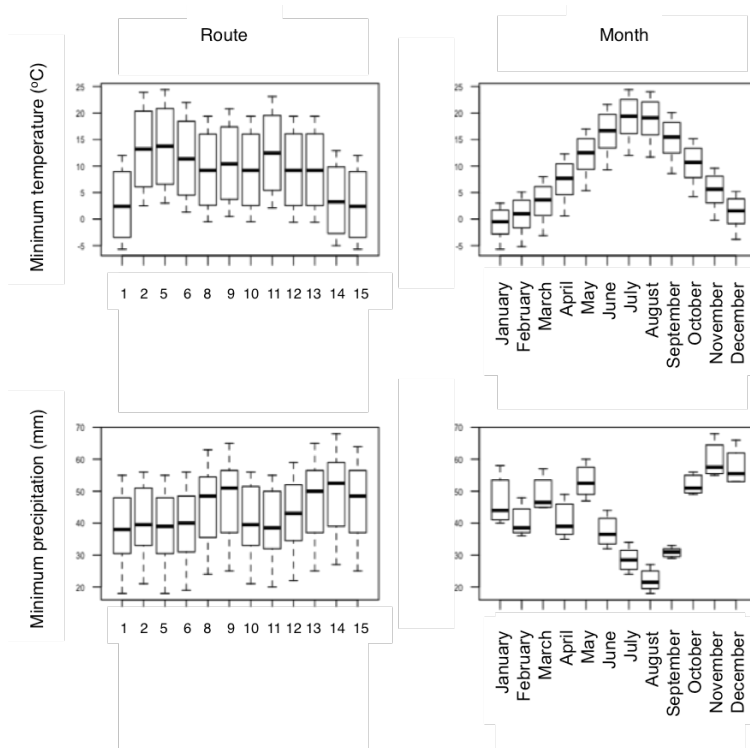 Route
Month
Minimum temperature (°C)
25
20
15
10
5
0
-5
1 2 5 6 8 9 10 11 12 13 14 15
25
20
15
10
5
0
-5
January
February
March
April
May
June
July
August
September
October
November
December
Minimum precipitation (mm)
70
60
50
40
30
20
1 2 5 6 8 9 10 11 12 13 14 15
70
60
50
40
30
20
January
February
March
April
May
June
July
August
September
October
November
December